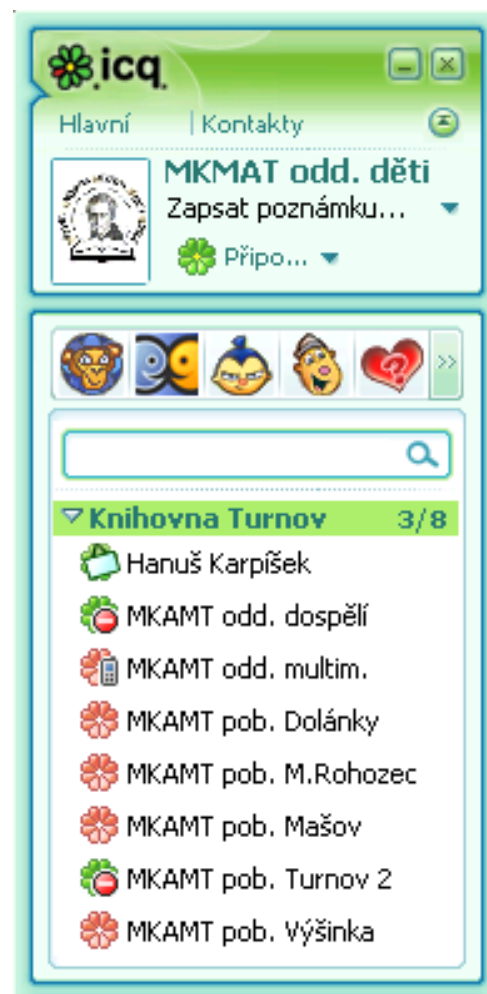 icq
Hlavní Kontakty
MKMAT odd. děti
Zapsat poznámku...
Připo...
Knihovna Turnov 3/8
Hanuš Karpíšek
MKAMT odd. dospělí
MKAMT odd. multim.
MKAMT pob. Dolánky
MKAMT pob. M.Rohozec
MKAMT pob. Mašov
MKAMT pob. Turnov 2
MKAMT pob. Výšinka